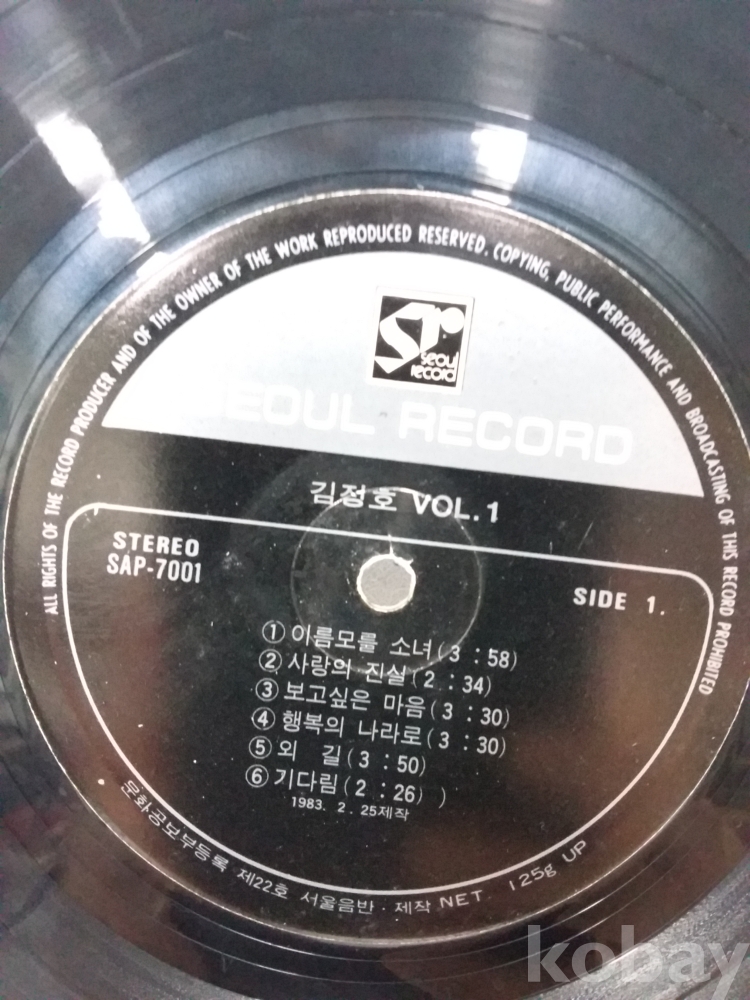 ALL RIGHTS OF THE RECORD PRODUCER AND OF THE OWNER OF THE WORK REPRODUCED RESERVED. COPYING, PUBLIC PERFORMANCE AND BROADCASTING OF THIS RECORD PROHIBITED
Sr
seoul
record
SEOUL RECORD
김정호 VOL.1
STEREO
SAP-7001
SIDE 1.
① 이름모를 소녀(3 : 58)
② 사랑의 진실(2 : 34)
③ 보고싶은 마음(3 : 30)
④ 행복의 나라로(3 : 30)
⑤ 외 길(3 : 50)
⑥ 기다림(2 : 26) )
1983. 2. 25제작
문화공보부등록 제22호 서울음반·제작 NET. 125g UP
kobay